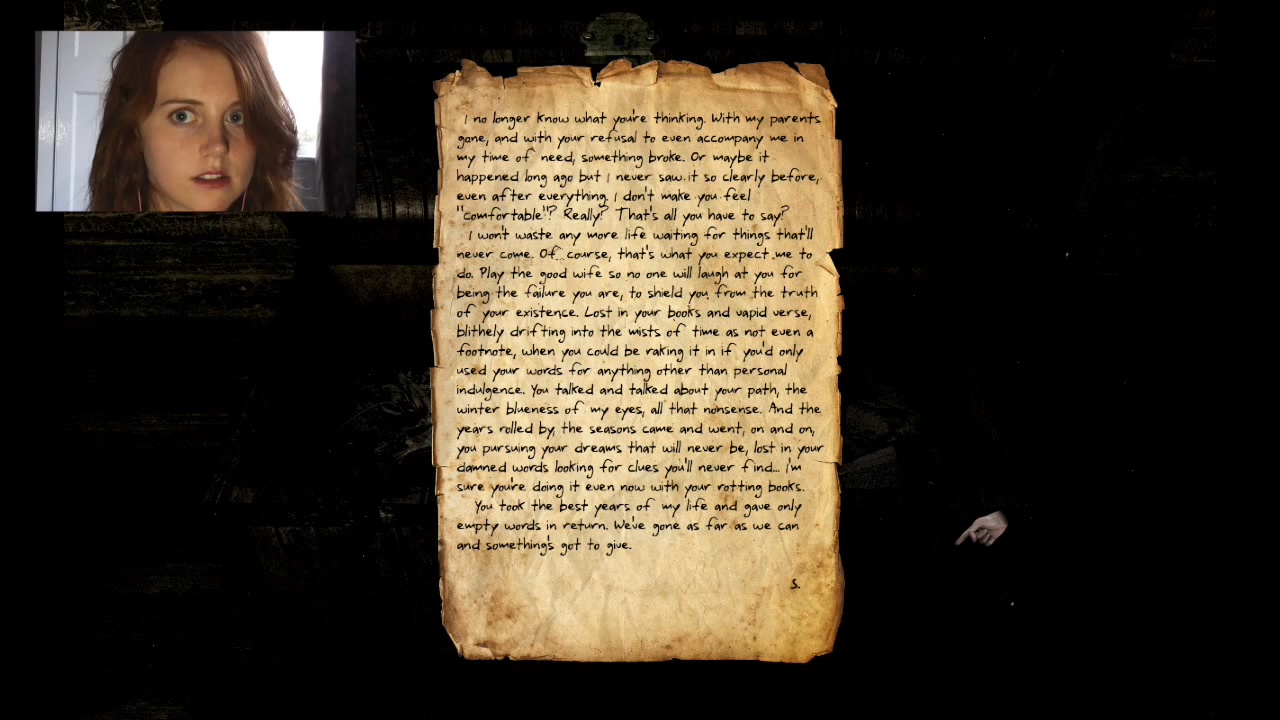 I no longer know what you're thinking. With my parents
gone, and with your refusal to even accompany me in
my time of need, something broke. Or maybe it
happened long ago but I never saw it so clearly before,
even after everything. I don't make you feel
"comfortable"? Really? That's all you have to say?
I won't waste any more life waiting for things that'll
never come. Of course, that's what you expect me to
do. Play the good wife so no one will laugh at you for
being the failure you are, to shield you from the truth
of your existence. Lost in your books and vapid verse,
blithely drifting into the mists of time as not even a
footnote, when you could be raking it in if you'd only
used your words for anything other than personal
indulgence. You talked and talked about your path, the
winter blueness of my eyes, all that nonsense. And the
years rolled by, the seasons came and went, on and on,
you pursuing your dreams that will never be, lost in your
damned words looking for clues you'll never find... I'm
sure you're doing it even now with your rotting books.
You took the best years of my life and gave only
empty words in return. We've gone as far as we can
and something's got to give.
S.